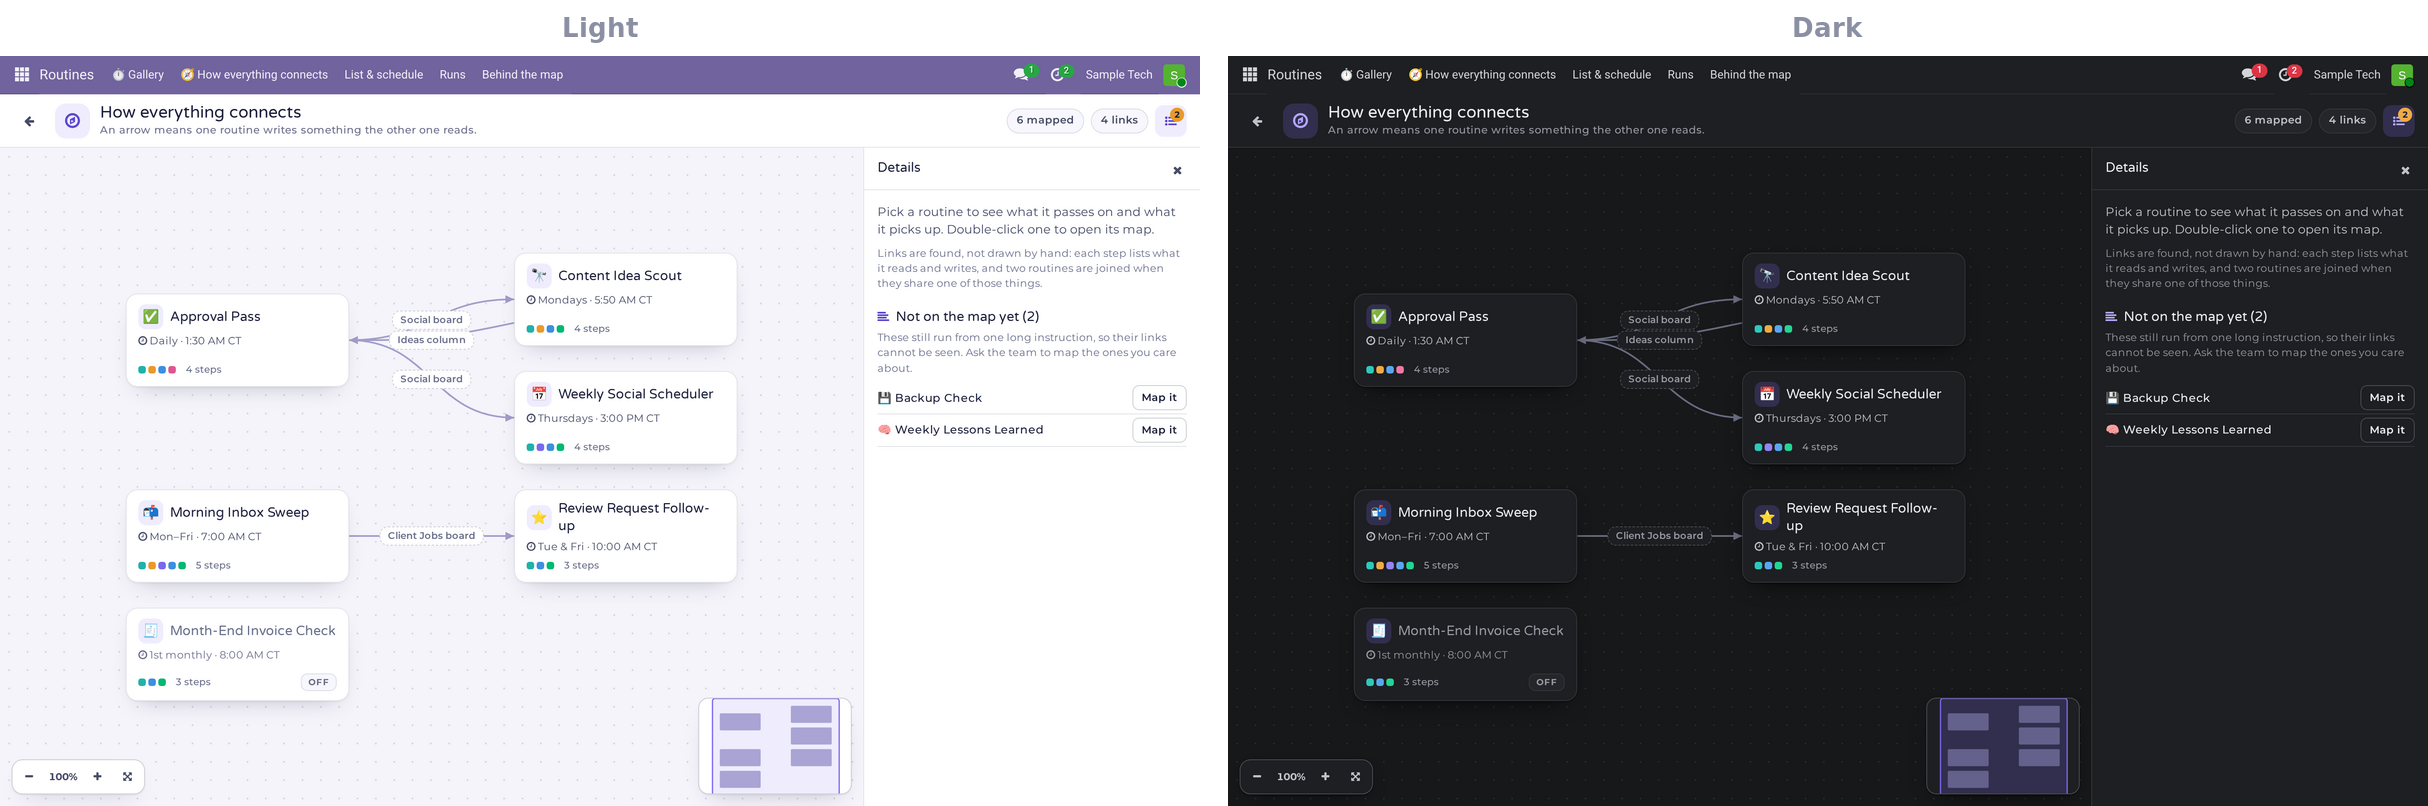 Light
Routines Gallery How everything connects List & schedule Runs Behind the map 1 2 Sample Tech S
How everything connects
An arrow means one routine writes something the other one reads.
6 mapped 4 links 2
Details
Pick a routine to see what it passes on and what
it picks up. Double-click one to open its map.
Links are found, not drawn by hand: each step lists what
it reads and writes, and two routines are joined when
they share one of those things.
Not on the map yet (2)
These still run from one long instruction, so their links
cannot be seen. Ask the team to map the ones you care
about.
Backup Check Map it
Weekly Lessons Learned Map it
Approval Pass
Daily · 1:30 AM CT
4 steps
Social board
Ideas column
Social board
Content Idea Scout
Mondays · 5:50 AM CT
4 steps
Weekly Social Scheduler
Thursdays · 3:00 PM CT
4 steps
Morning Inbox Sweep
Mon–Fri · 7:00 AM CT
5 steps
Client Jobs board
Review Request Follow-
up
Tue & Fri · 10:00 AM CT
3 steps
Month-End Invoice Check
1st monthly · 8:00 AM CT
3 steps OFF
− 100% +
Dark
Routines Gallery How everything connects List & schedule Runs Behind the map 1 2 Sample Tech S
How everything connects
An arrow means one routine writes something the other one reads.
6 mapped 4 links 2
Details
Pick a routine to see what it passes on and what
it picks up. Double-click one to open its map.
Links are found, not drawn by hand: each step lists what
it reads and writes, and two routines are joined when
they share one of those things.
Not on the map yet (2)
These still run from one long instruction, so their links
cannot be seen. Ask the team to map the ones you care
about.
Backup Check Map it
Weekly Lessons Learned Map it
Approval Pass
Daily · 1:30 AM CT
4 steps
Social board
Ideas column
Social board
Content Idea Scout
Mondays · 5:50 AM CT
4 steps
Weekly Social Scheduler
Thursdays · 3:00 PM CT
4 steps
Morning Inbox Sweep
Mon–Fri · 7:00 AM CT
5 steps
Client Jobs board
Review Request Follow-
up
Tue & Fri · 10:00 AM CT
3 steps
Month-End Invoice Check
1st monthly · 8:00 AM CT
3 steps OFF
− 100% +